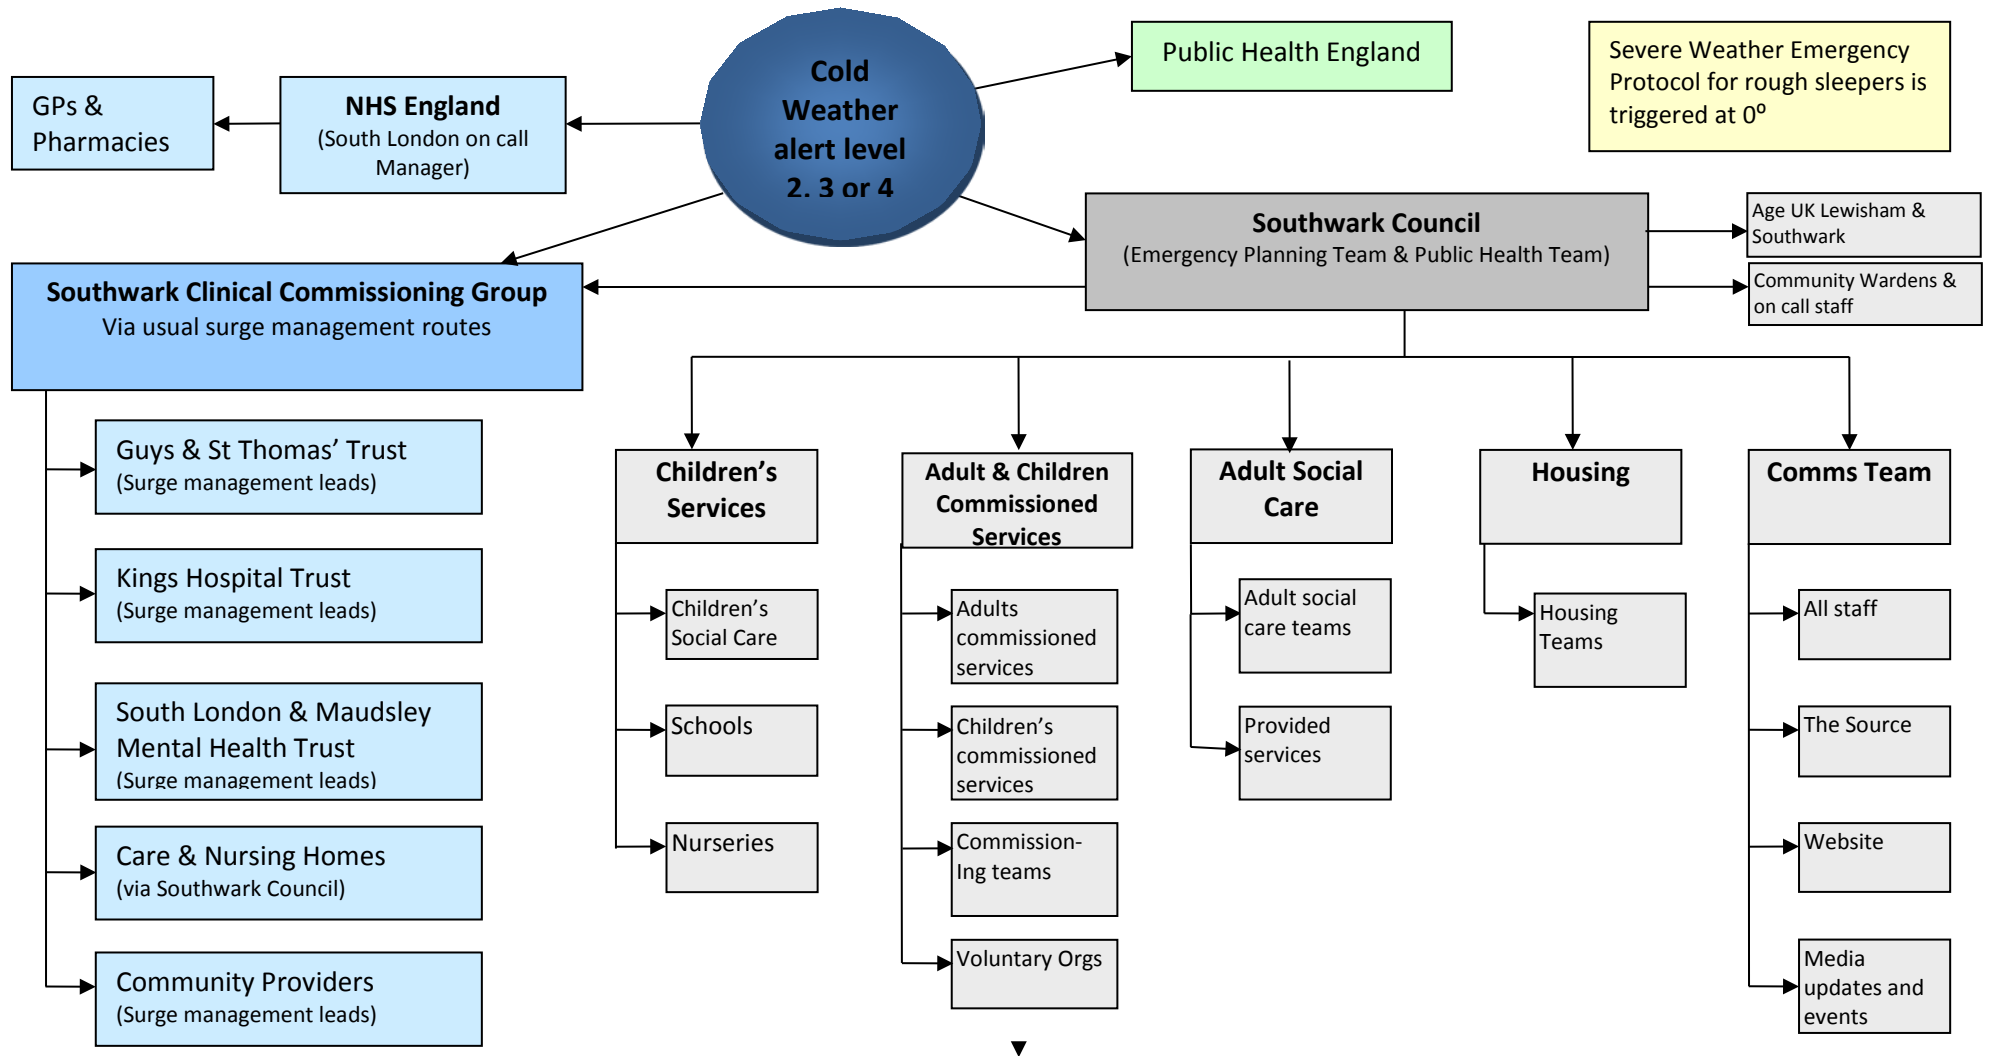 Cold
Weather
alert level
2, 3 or 4
Public Health England
Severe Weather Emergency
Protocol for rough sleepers is
triggered at 0⁰
GPs &
Pharmacies
NHS England
(South London on call
Manager)
Southwark Council
(Emergency Planning Team & Public Health Team)
Age UK Lewisham &
Southwark
Community Wardens &
on call staff
Southwark Clinical Commissioning Group
Via usual surge management routes
Guys & St Thomas’ Trust
(Surge management leads)
Kings Hospital Trust
(Surge management leads)
South London & Maudsley
Mental Health Trust
(Surge management leads)
Care & Nursing Homes
(via Southwark Council)
Community Providers
(Surge management leads)
Children’s
Services
Children’s
Social Care
Schools
Nurseries
Adult & Children
Commissioned
Services
Adults
commissioned
services
Children’s
commissioned
services
Commission-
Ing teams
Voluntary Orgs
Adult Social
Care
Adult social
care teams
Provided
services
Housing
Housing
Teams
Comms Team
All staff
The Source
Website
Media
updates and
events